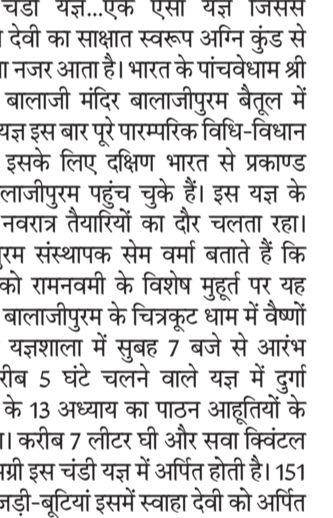 चंडी यज्ञ...एक ऐसा यज्ञ जिससे
देवी का साक्षात स्वरूप अग्नि कुंड से
नजर आता है। भारत के पांचवेधाम श्री
बालाजी मंदिर बालाजीपुरम बैतूल में
यज्ञ इस बार पूरे पारम्परिक विधि-विधान
इसके लिए दक्षिण भारत से प्रकाण्ड
लाजीपुरम पहुंच चुके हैं। इस यज्ञ के
नवरात्र तैयारियों का दौर चलता रहा।
रम संस्थापक सेम वर्मा बताते हैं कि
को रामनवमी के विशेष मुहूर्त पर यह
बालाजीपुरम के चित्रकूट धाम में वैष्णों
यज्ञशाला में सुबह 7 बजे से आरंभ
रीब 5 घंटे चलने वाले यज्ञ में दुर्गा
के 13 अध्याय का पाठन आहूतियों के
। करीब 7 लीटर घी और सवा क्विंटल
मग्री इस चंडी यज्ञ में अर्पित होती है। 151
जड़ी-बूटियां इसमें स्वाहा देवी को अर्पित